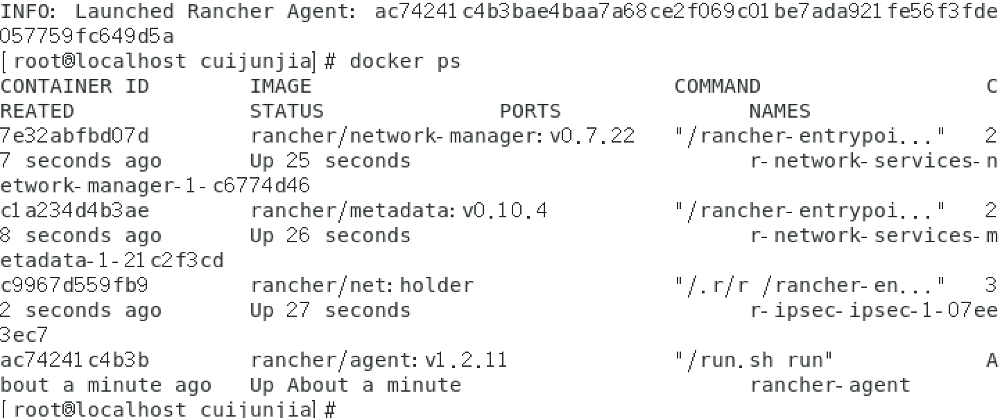 INFO: Launched Rancher Agent: ac74241c4b3bae4baa7a68ce2f069c01be7ada921fe56f3fde
057759fc649d5a
[root@localhost cuijunjia]# docker ps
CONTAINER ID        IMAGE                             COMMAND                  C
REATED              STATUS              PORTS               NAMES
7e32abfbd07d        rancher/network-manager:v0.7.22   "/rancher-entrypoi..."   2
7 seconds ago       Up 25 seconds                           r-network-services-n
etwork-manager-1-c6774d46
c1a234d4b3ae        rancher/metadata:v0.10.4          "/rancher-entrypoi..."   2
8 seconds ago       Up 26 seconds                           r-network-services-m
etadata-1-21c2f3cd
c9967d559fb9        rancher/net:holder                "/.r/r /rancher-en..."   3
2 seconds ago       Up 27 seconds                           r-ipsec-ipsec-1-07ee
3ec7
ac74241c4b3b        rancher/agent:v1.2.11             "/run.sh run"            A
bout a minute ago   Up About a minute                       rancher-agent
[root@localhost cuijunjia]#